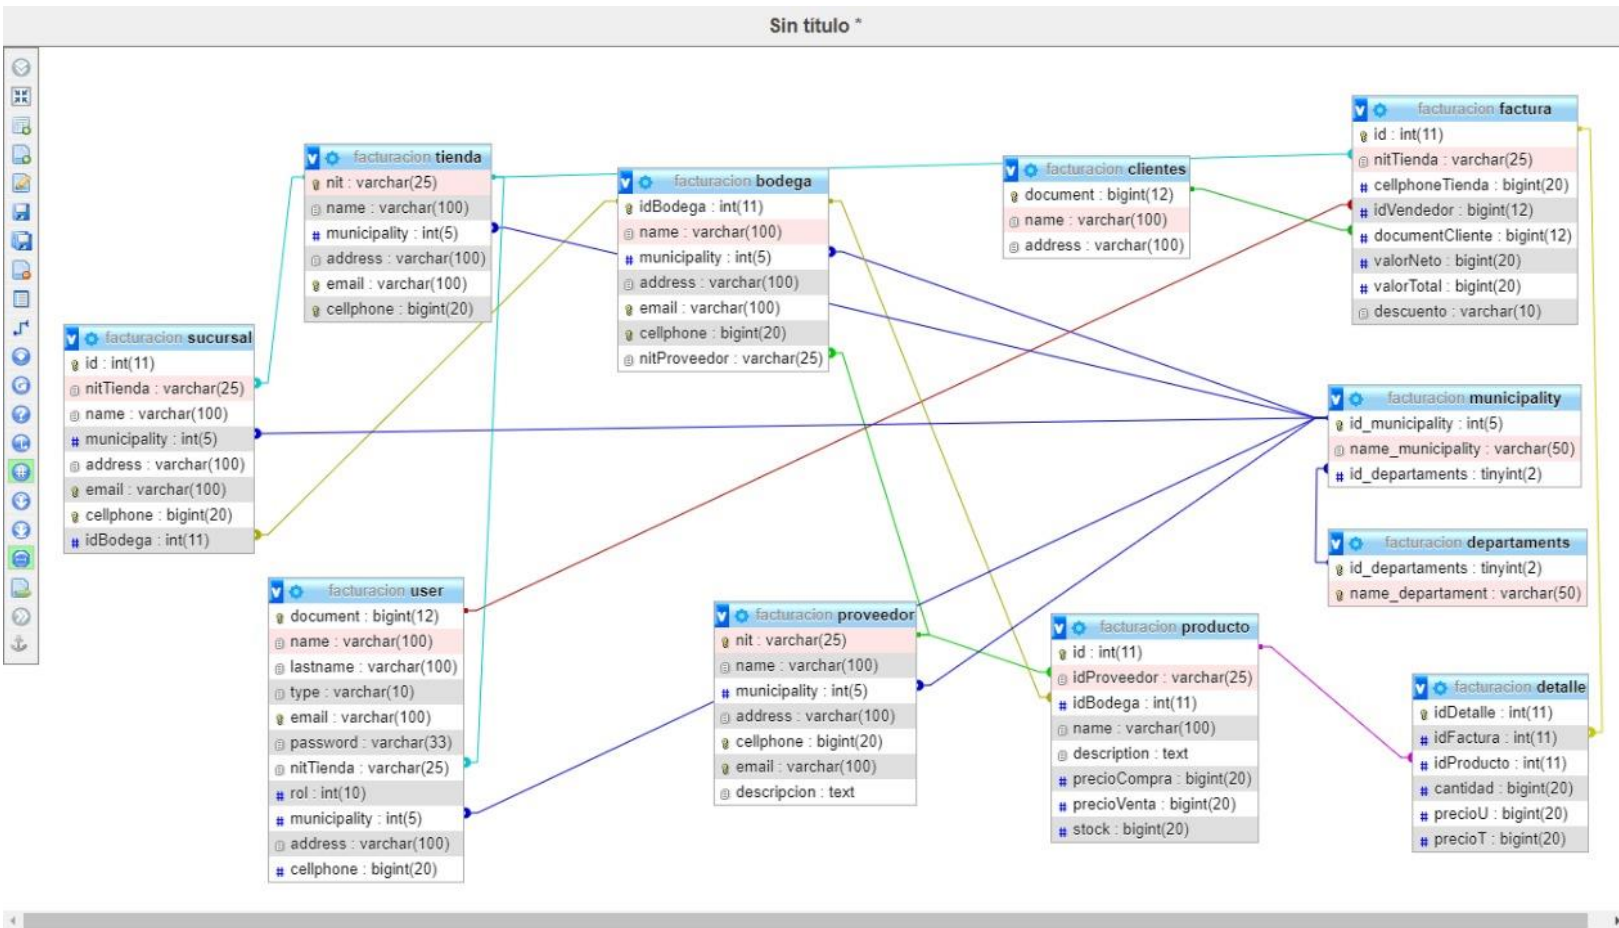 Sin título *
facturacion tienda
nit : varchar(25)
name : varchar(100)
municipality : int(5)
address : varchar(100)
email : varchar(100)
cellphone : bigint(20)
facturacion bodega
idBodega : int(11)
name : varchar(100)
municipality : int(5)
address : varchar(100)
email : varchar(100)
cellphone : bigint(20)
nitProveedor : varchar(25)
facturacion clientes
document : bigint(12)
name : varchar(100)
address : varchar(100)
facturacion factura
id : int(11)
nitTienda : varchar(25)
cellphoneTienda : bigint(20)
idVendedor : bigint(12)
documentCliente : bigint(12)
valorNeto : bigint(20)
valorTotal : bigint(20)
descuento : varchar(10)
facturacion sucursal
id : int(11)
nitTienda : varchar(25)
name : varchar(100)
municipality : int(5)
address : varchar(100)
email : varchar(100)
cellphone : bigint(20)
idBodega : int(11)
facturacion municipality
id_municipality : int(5)
name_municipality : varchar(50)
id_departaments : tinyint(2)
facturacion departaments
id_departaments : tinyint(2)
name_departament : varchar(50)
facturacion user
document : bigint(12)
name : varchar(100)
lastname : varchar(100)
type : varchar(10)
email : varchar(100)
password : varchar(33)
nitTienda : varchar(25)
rol : int(10)
municipality : int(5)
address : varchar(100)
cellphone : bigint(20)
facturacion proveedor
nit : varchar(25)
name : varchar(100)
municipality : int(5)
address : varchar(100)
cellphone : bigint(20)
email : varchar(100)
descripcion : text
facturacion producto
id : int(11)
idProveedor : varchar(25)
idBodega : int(11)
name : varchar(100)
description : text
precioCompra : bigint(20)
precioVenta : bigint(20)
stock : bigint(20)
facturacion detalle
idDetalle : int(11)
idFactura : int(11)
idProducto : int(11)
cantidad : bigint(20)
precioU : bigint(20)
precioT : bigint(20)